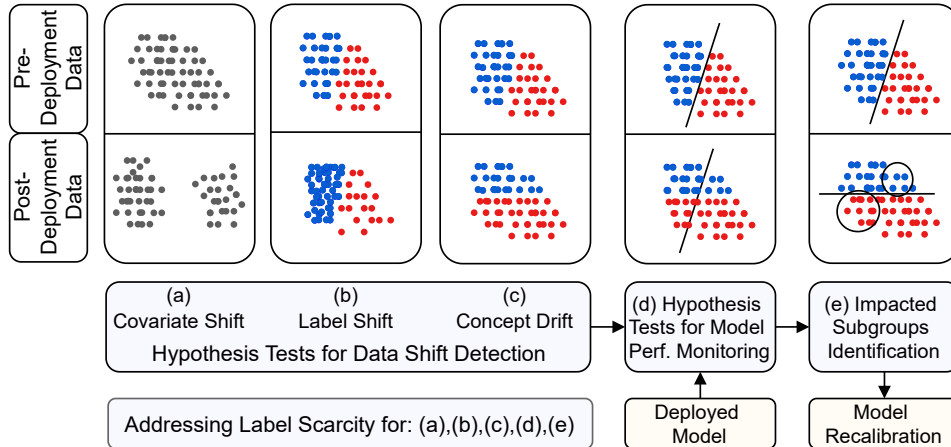 Pre-
Deployment
Data
Post-
Deployment
Data
(a)
Covariate Shift
(b)
Label Shift
(c)
Concept Drift
Hypothesis Tests for Data Shift Detection
(d) Hypothesis
Tests for Model
Perf. Monitoring
(e) Impacted
Subgroups
Identification
Addressing Label Scarcity for: (a),(b),(c),(d),(e)
Deployed
Model
Model
Recalibration